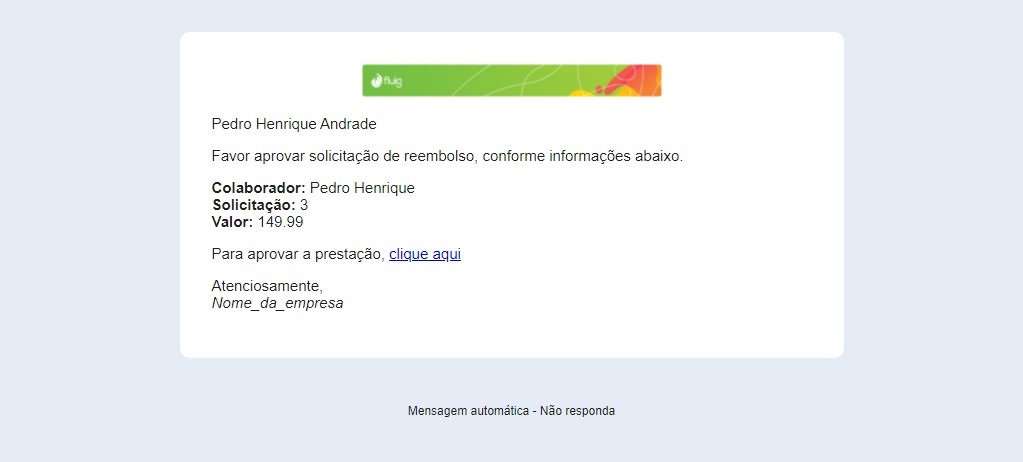 fluig
Pedro Henrique Andrade
Favor aprovar solicitação de reembolso, conforme informações abaixo.
Colaborador: Pedro Henrique
Solicitação: 3
Valor: 149.99
Para aprovar a prestação, clique aqui
Atenciosamente,
Nome_da_empresa
Mensagem automática - Não responda